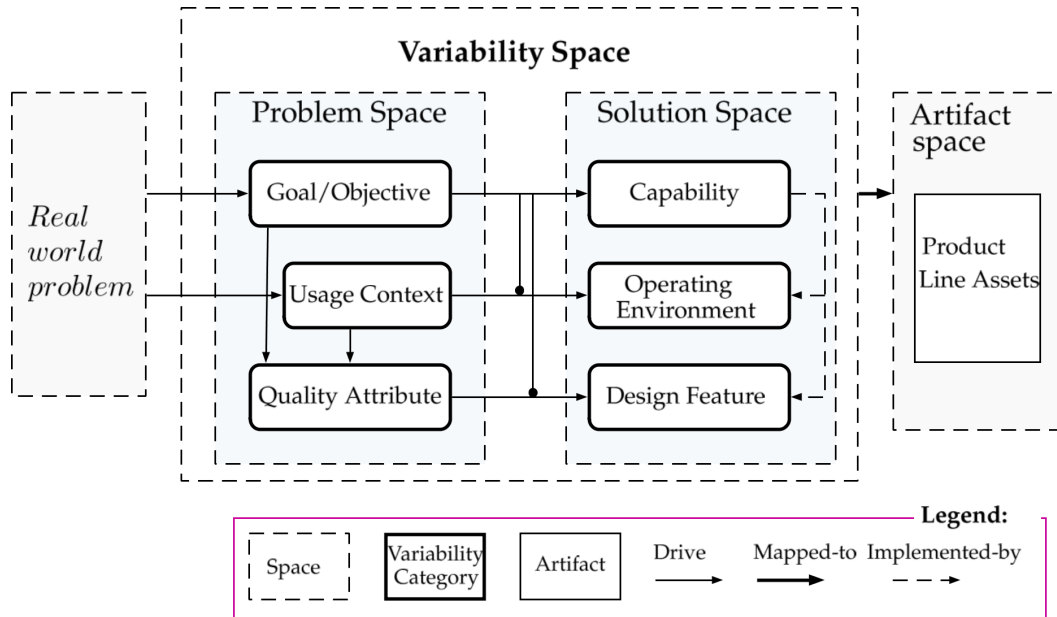 Variability Space
Real
world
problem
Problem Space
Goal/Objective
Usage Context
Quality Attribute
Solution Space
Capability
Operating
Environment
Design Feature
Artifact
space
Product
Line Assets
Legend:
Space
Variability
Category
Artifact
Drive
Mapped-to
Implemented-by